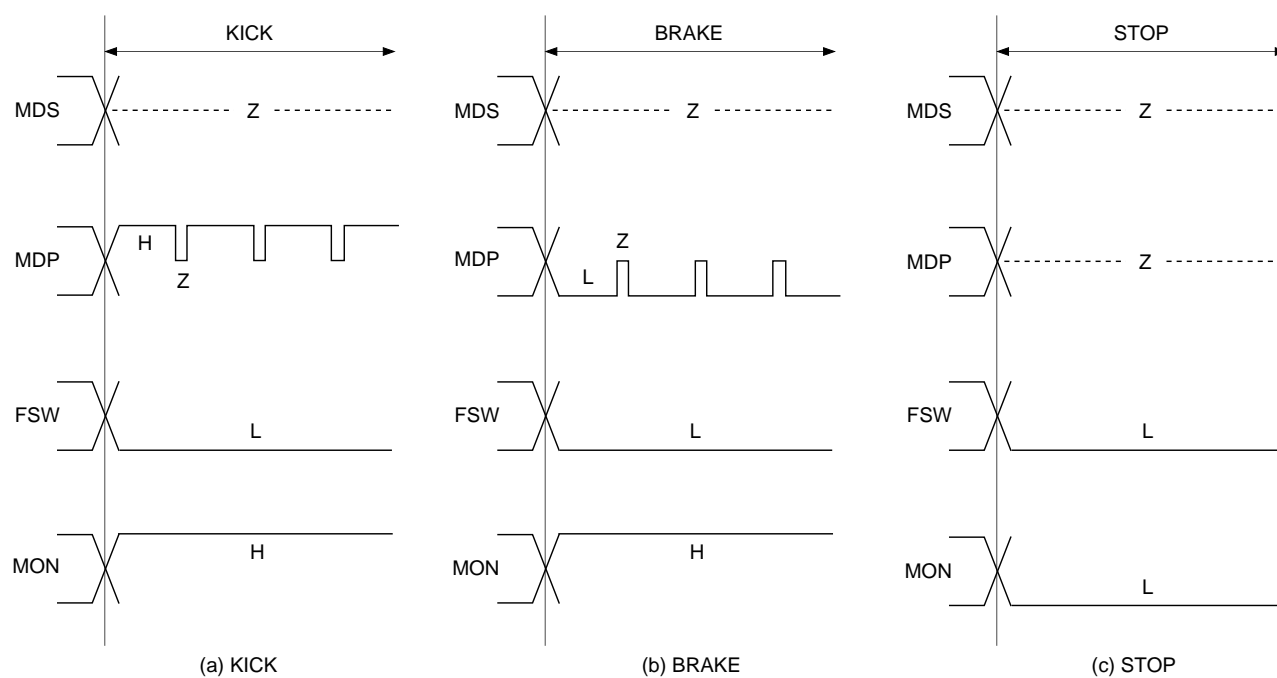 KICK
MDS
Z
MDP
H
Z
FSW
L
MON
H
(a) KICK
BRAKE
MDS
Z
MDP
Z
L
FSW
L
MON
H
(b) BRAKE
STOP
MDS
Z
MDP
Z
FSW
L
MON
L
(c) STOP